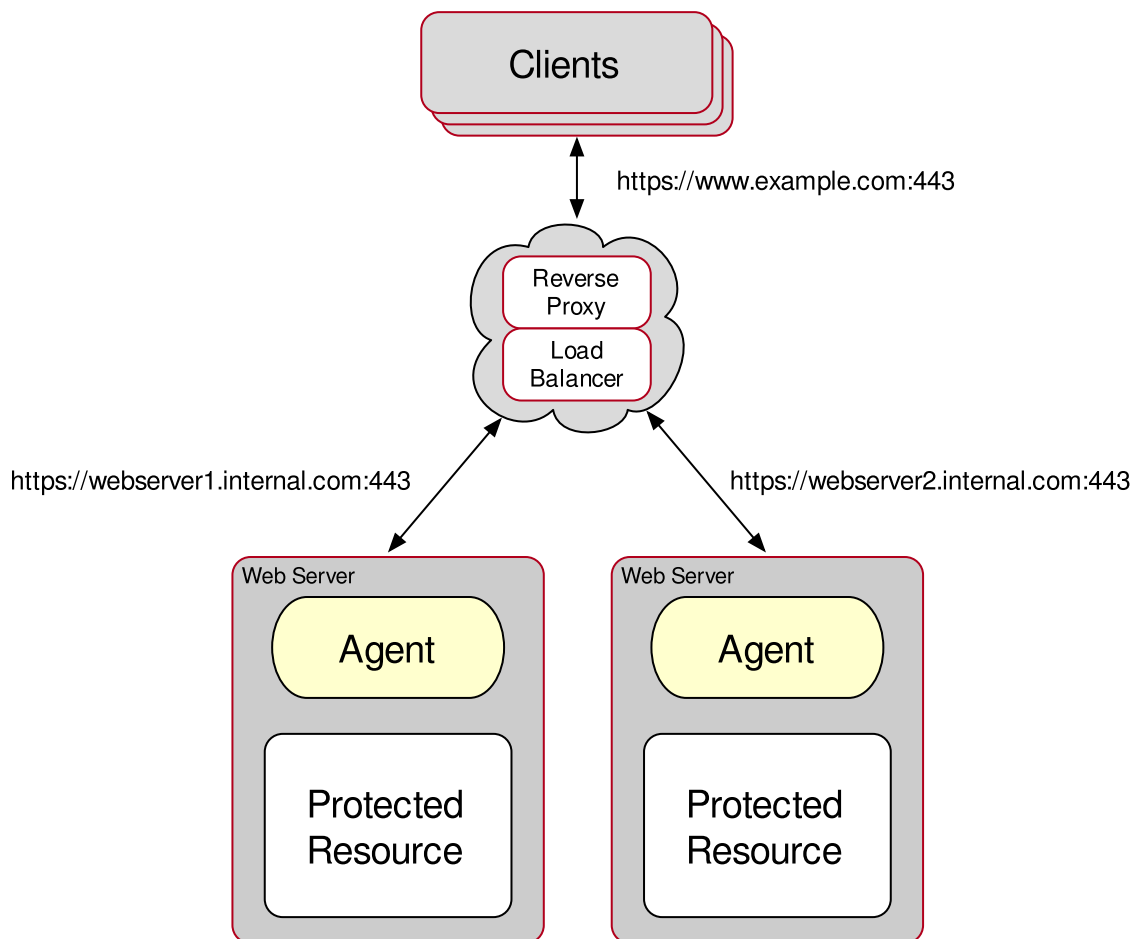 Clients
https://www.example.com:443
Reverse
Proxy
Load
Balancer
https://webserver1.internal.com:443
https://webserver2.internal.com:443
Web Server
Agent
Protected
Resource
Web Server
Agent
Protected
Resource